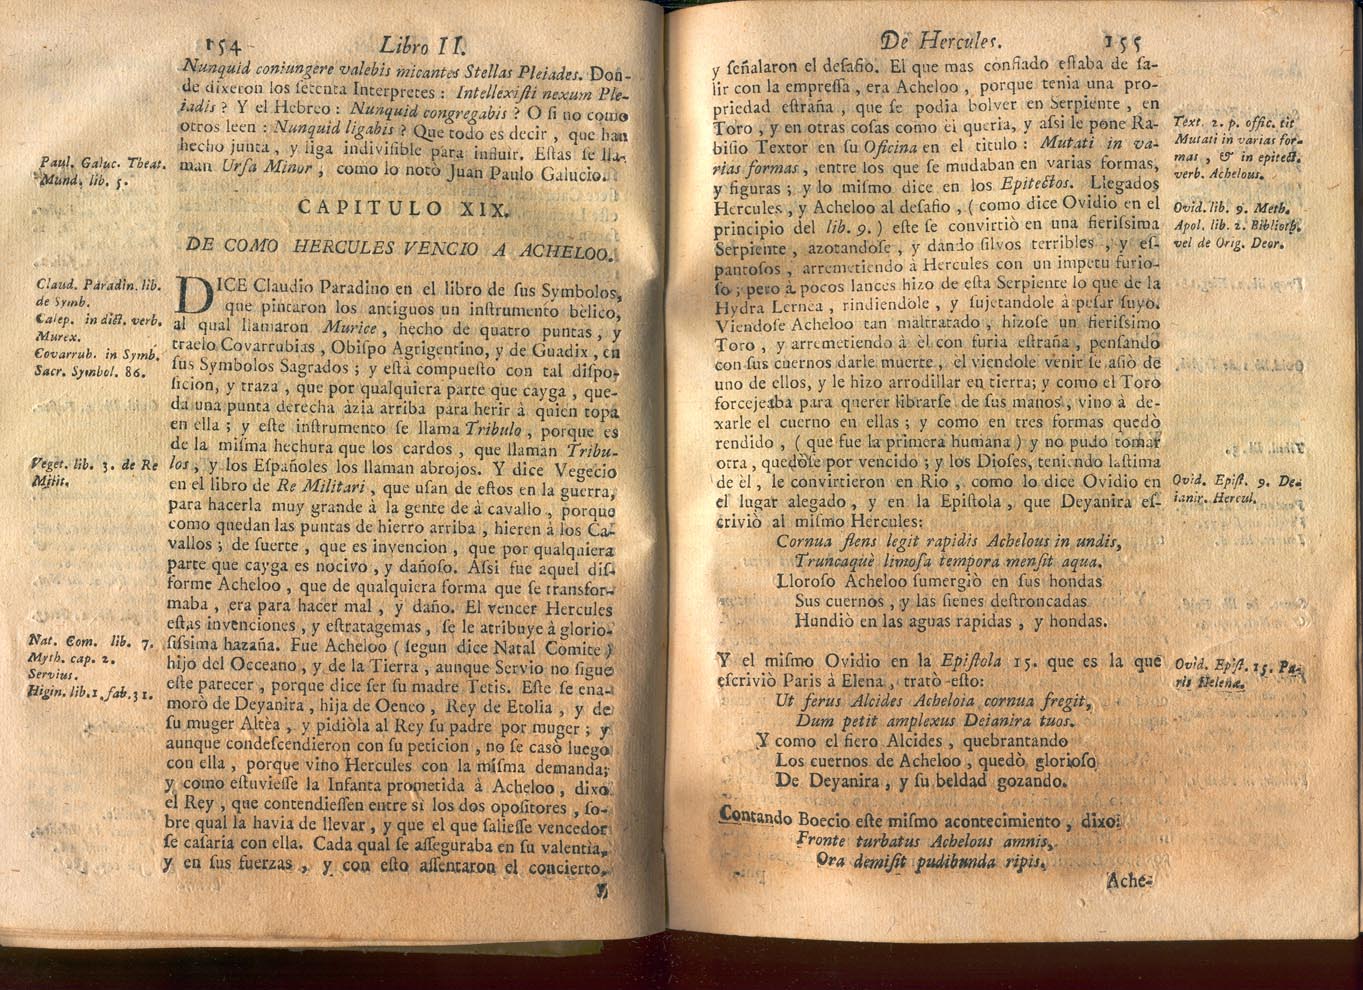 154 Libro II.
Nunquid coniungere valebis micantes Stellas Pleiades. Don-
de dixeron los setenta Interpretes : Intellexiſti nexum Ple-
iadis ? Y el Hebreo : Nunquid congregabis ? O ſi no como
otros leen : Nunquid ligabis ? Que todo es decir , que han
hecho junta , y liga indiviſible para influir. Eſtas ſe lla-
man Urſa Minor , como lo notò Juan Paulo Galucio.
Paul. Galuc. Theat.
Mund. lib. 5.
CAPITULO XIX.
DE COMO HERCULES VENCIO A ACHELOO.
DICE Claudio Paradino en el libro de ſus Symbolos,
que pintaron los antiguos un inſtrumento bèlico,
al qual llamaron Murice , hecho de quatro puntas , y
traelo Covarrubias , Obiſpo Agrigentino, y de Guadix , en
ſus Symbolos Sagrados ; y eſtà compueſto con tal diſpo-
ſicion, y traza , que por qualquiera parte que cayga , que-
da una punta derecha àzia arriba para herir à quien topa
en ella ; y eſte inſtrumento ſe llama Tribulo , porque es
de la miſma hechura que los cardos , que llaman Tribu-
los , y los Eſpañoles los llaman abrojos. Y dice Vegecio
en el libro de Re Militari , que uſan de eſtos en la guerra,
para hacerla muy grande à la gente de à cavallo , porque
como quedan las puntas de hierro arriba , hieren à los Ca-
vallos ; de ſuerte , que es invencion , que por qualquiera
parte que cayga es nocivo , y dañoſo. Aſſi fue aquel diſ-
forme Acheloo , que de qualquiera forma que ſe transfor-
maba , era para hacer mal , y daño. El vencer Hercules
eſtas invenciones , y eſtratagemas , ſe le atribuye à glorio-
ſiſſima hazaña. Fue Acheloo ( ſegun dice Natal Comite )
hijo del Occeano , y de la Tierra , aunque Servio no ſigue
eſte parecer , porque dice ſer ſu madre Tetis. Eſte ſe ena-
morò de Deyanira , hija de Oenco , Rey de Etolia , y de
ſu muger Altèa , y pidiòla al Rey ſu padre por muger ; y
aunque condeſcendieron con ſu peticion , no ſe casò luego
con ella , porque vino Hercules con la miſma demanda;
y como eſtuvieſſe la Infanta prometida à Acheloo , dixo
el Rey , que contendieſſen entre sì los dos opoſitores , ſo-
bre qual la havia de llevar , y que el que ſalieſſe vencedor
ſe caſaria con ella. Cada qual ſe aſſeguraba en ſu valentia,
y en ſus fuerzas , y con eſto aſſentaron el concierto,
y
Claud. Paradin. lib.
de Symb.
Calep. in dict. verb.
Murex.
Covarrub. in Symb.
Sacr. Symbol. 86.
Veget. lib. 3. de Re
Milit.
Nat. Com. lib. 7.
Myth. cap. 2.
Servius.
Higin. lib. 1. fab. 31.
De Hercules. 155
y ſeñalaron el deſafio. El que mas confiado eſtaba de ſa-
lir con la empreſſa , era Acheloo , porque tenia una pro-
priedad eſtraña , que ſe podia bolver en Serpiente , en
Toro , y en otras coſas como èl queria, y aſſi le pone Ra-
biſio Textor en ſu Oficina en el titulo : Mutati in va-
rias formas , entre los que ſe mudaban en varias formas,
y figuras ; y lo miſmo dice en los Epitectos. Llegados
Hercules , y Acheloo al deſafio , ( como dice Ovidio en el
principio del lib. 9. ) eſte ſe convirtiò en una fieriſſima
Serpiente , azotandoſe , y dando ſilvos terribles , y eſ-
pantoſos , arremetiendo à Hercules con un impetu furio-
ſo ; pero à pocos lances hizo de eſta Serpiente lo que de la
Hydra Lernea , rindiendole , y ſujetandole à peſar ſuyo.
Viendoſe Acheloo tan maltratado , hizoſe un fieriſſimo
Toro , y arremetiendo à èl con furia eſtraña , penſando
con ſus cuernos darle muerte , èl viendole venir ſe aſiò de
uno de ellos, y le hizo arrodillar en tierra; y como el Toro
forcejeaba para querer librarſe de ſus manos , vino à de-
xarle el cuerno en ellas ; y como en tres formas quedò
rendido , ( que fue la primera humana ) y no pudo tomar
otra , quedòſe por vencido ; y los Dioſes, teniendo laſtima
de èl , le convirtieron en Rio , como lo dice Ovidio en
el lugar alegado , y en la Epiſtola , que Deyanira eſ-
criviò al miſmo Hercules:
Cornua flens legit rapidis Achelous in undis,
Truncaquè limoſa tempora menſit aqua.
Lloroſo Acheloo ſumergiò en ſus hondas
Sus cuernos , y las ſienes deſtroncadas
Hundiò en las aguas rapidas , y hondas.
Y el miſmo Ovidio en la Epiſtola 15. que es la que
eſcriviò Paris à Elena , tratò eſto:
Ut ferus Alcides Acheloia cornua fregit,
Dum petit amplexus Deianira tuos.
Y como el fiero Alcides , quebrantando
Los cuernos de Acheloo , quedò glorioſo
De Deyanira , y ſu beldad gozando.
Contando Boecio eſte miſmo acontecimiento , dixo:
Fronte turbatus Achelous amnis,
Ora demiſit pudibunda ripis.
Ache-
Text. 2. p. offic. tit
Mutati in varias for-
mas , & in epitect.
verb. Achelous.
Ovid. lib. 9. Meth.
Apol. lib. 2. Biblioth.
vel de Orig. Deor.
Ovid. Epiſt. 9. De-
ianir. Hercul.
Ovid. Epiſt. 15. Pa-
ris Helenæ.